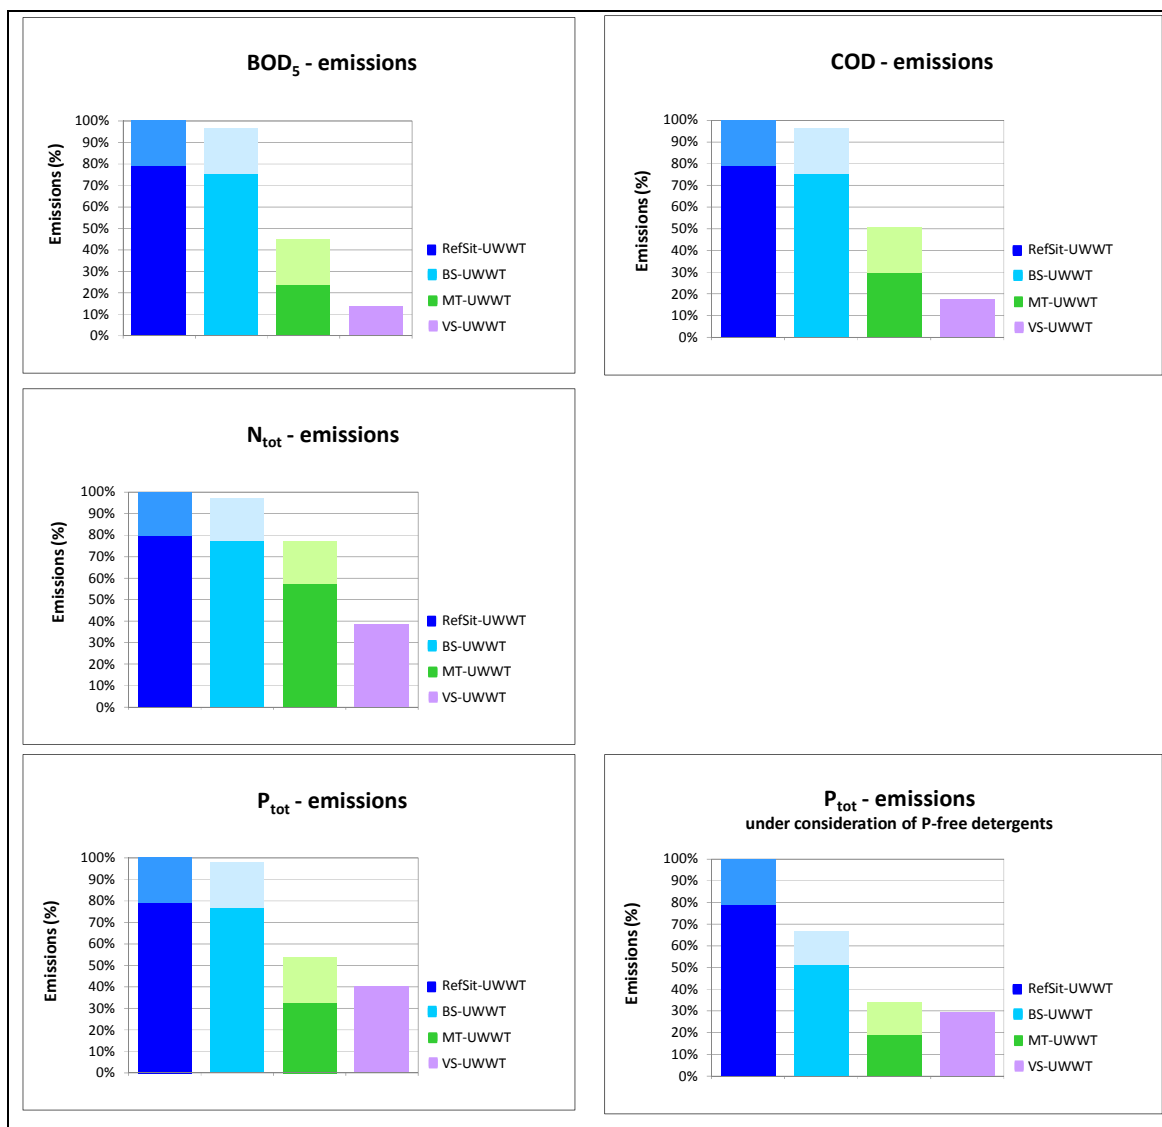 BOD5 - emissions
Emissions (%)
100%
90%
80%
70%
60%
50%
40%
30%
20%
10%
0%
RefSit-UWWT
BS-UWWT
MT-UWWT
VS-UWWT
COD - emissions
Emissions (%)
100%
90%
80%
70%
60%
50%
40%
30%
20%
10%
0%
RefSit-UWWT
BS-UWWT
MT-UWWT
VS-UWWT
Ntot - emissions
Emissions (%)
100%
90%
80%
70%
60%
50%
40%
30%
20%
10%
0%
RefSit-UWWT
BS-UWWT
MT-UWWT
VS-UWWT
Ptot - emissions
Emissions (%)
100%
90%
80%
70%
60%
50%
40%
30%
20%
10%
0%
RefSit-UWWT
BS-UWWT
MT-UWWT
VS-UWWT
Ptot - emissions
under consideration of P-free detergents
Emissions (%)
100%
90%
80%
70%
60%
50%
40%
30%
20%
10%
0%
RefSit-UWWT
BS-UWWT
MT-UWWT
VS-UWWT